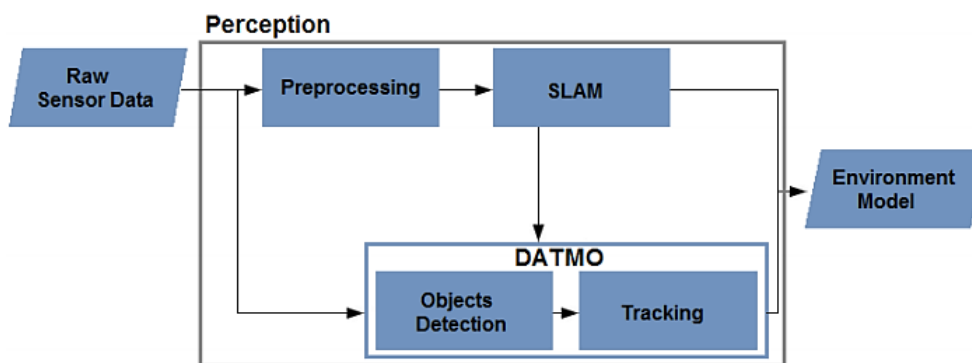 Perception
Raw
Sensor Data
Preprocessing
SLAM
Environment
Model
DATMO
Objects
Detection
Tracking